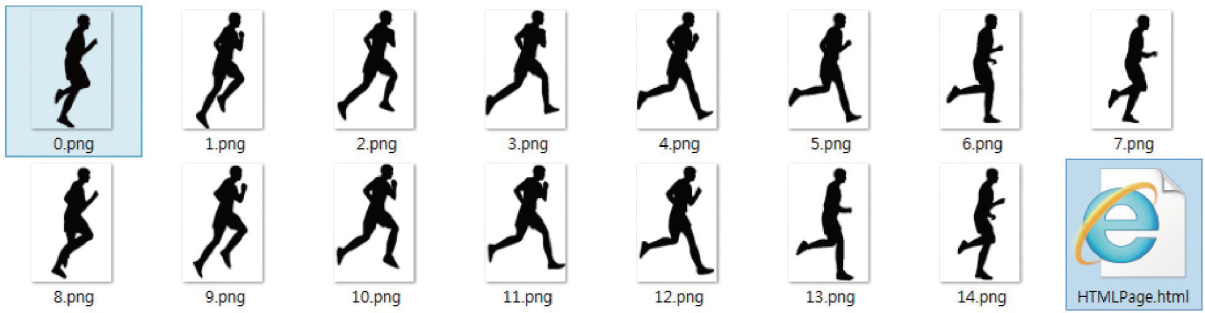 0.png
1.png
2.png
3.png
4.png
5.png
6.png
7.png
8.png
9.png
10.png
11.png
12.png
13.png
14.png
HTMLPage.html